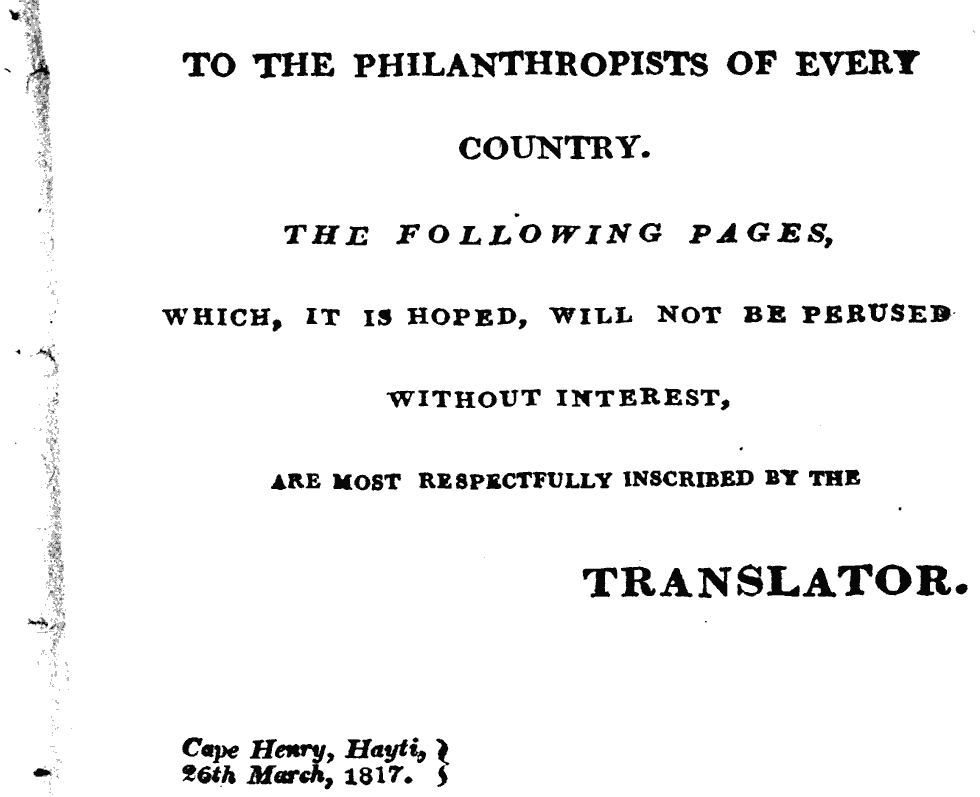 TO THE PHILANTHROPISTS OF EVERY
COUNTRY.
THE FOLLOWING PAGES,
WHICH, IT IS HOPED, WILL NOT BE PERUSED
WITHOUT INTEREST,
ARE MOST RESPECTFULLY INSCRIBED BY THE
TRANSLATOR.
Cape Henry, Hayti, }
26th March, 1817. }